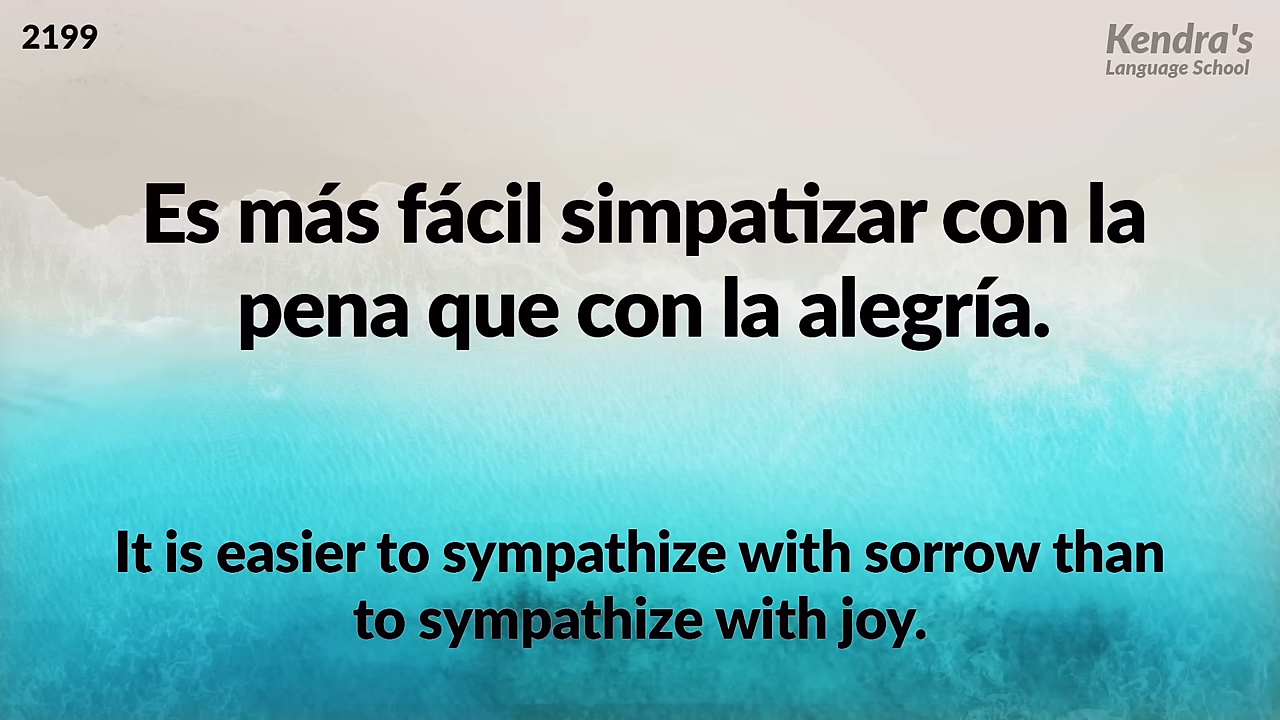 2199
Kendra's
Language School
Es más fácil simpatizar con la
pena que con la alegría.
It is easier to sympathize with sorrow than
to sympathize with joy.